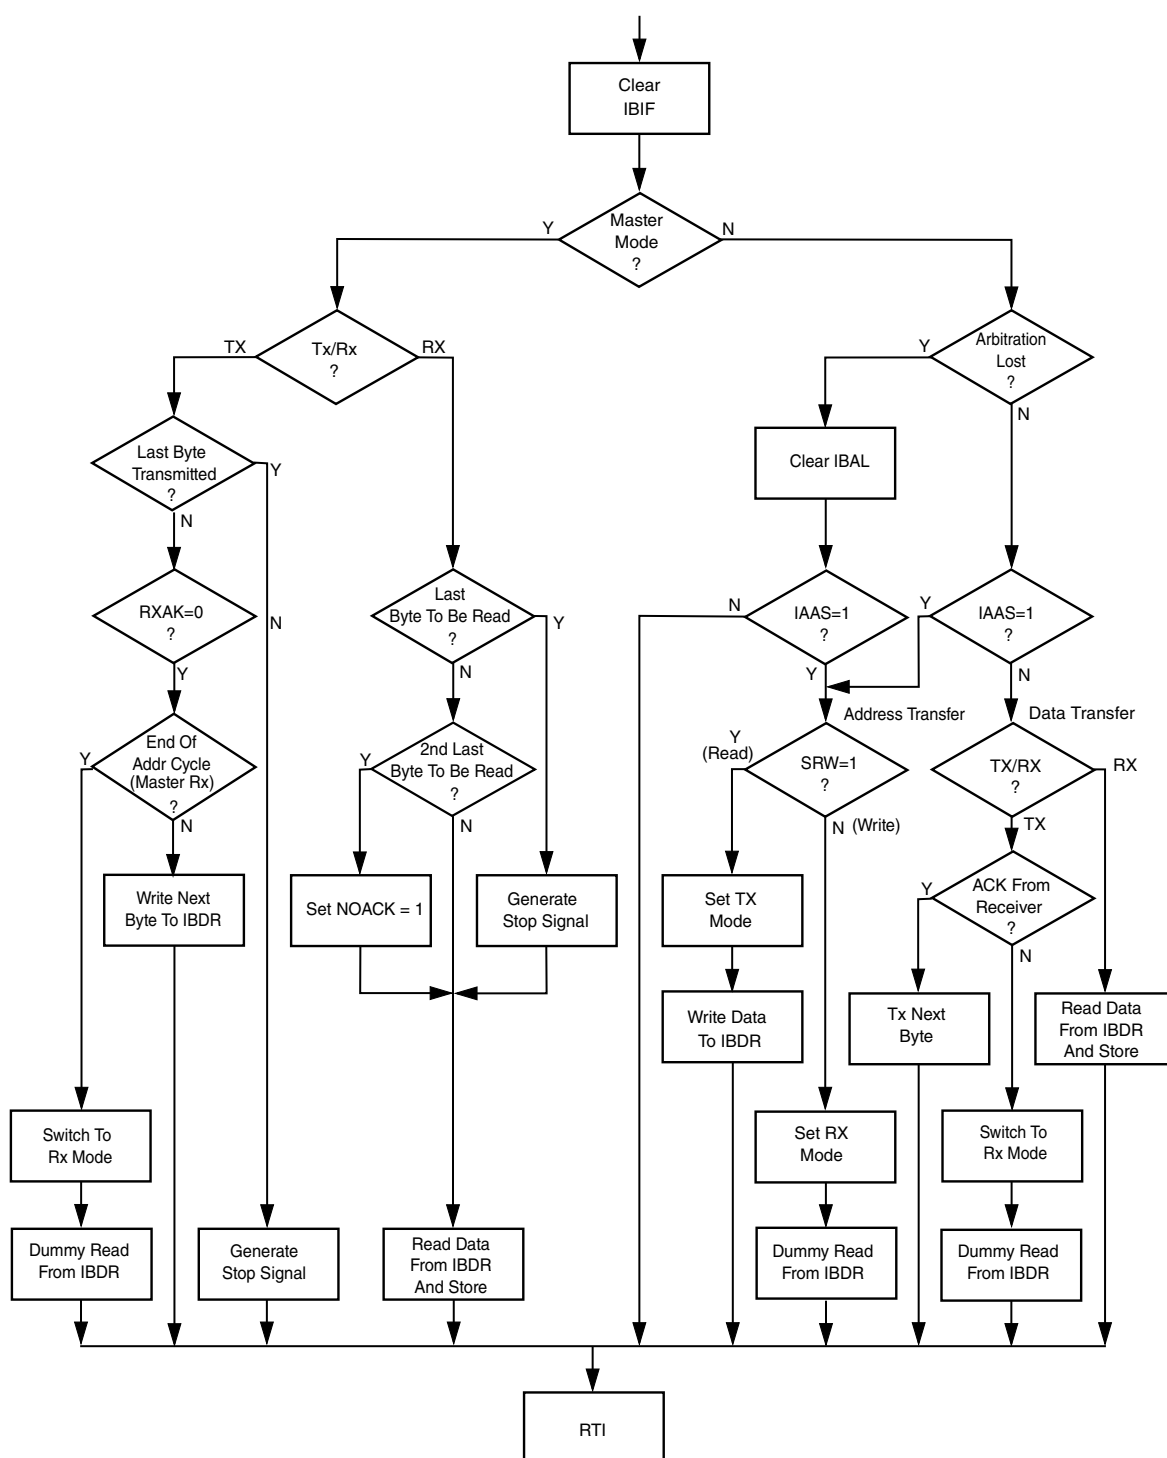 Clear
IBIF
Master
Mode
?
Y
N
Tx/Rx
?
TX
RX
Arbitration
Lost
?
Y
N
Last Byte
Transmitted
?
Y
N
Clear IBAL
RXAK=0
?
N
Y
Last
Byte To Be Read
?
Y
N
IAAS=1
?
N
Y
IAAS=1
?
Y
N
Address Transfer
Data Transfer
End Of
Addr Cycle
(Master Rx)
?
Y
N
2nd Last
Byte To Be Read
?
Y
N
Y
(Read)
SRW=1
?
N (Write)
TX/RX
?
RX
TX
Write Next
Byte To IBDR
Set NOACK = 1
Generate
Stop Signal
Set TX
Mode
ACK From
Receiver
?
Y
N
Write Data
To IBDR
Tx Next
Byte
Read Data
From IBDR
And Store
Switch To
Rx Mode
Set RX
Mode
Switch To
Rx Mode
Dummy Read
From IBDR
Generate
Stop Signal
Read Data
From IBDR
And Store
Dummy Read
From IBDR
Dummy Read
From IBDR
RTI